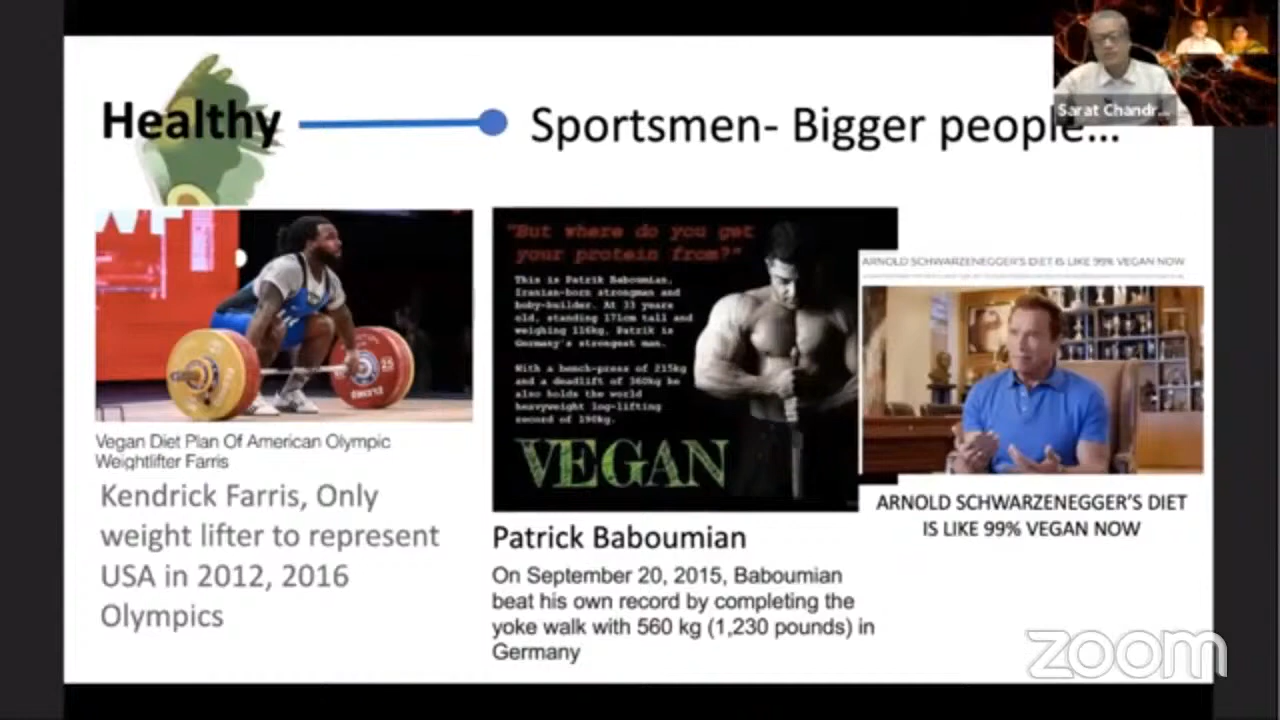 Healthy
Sportsmen- Bigger people...
Sarat Chandr...
"But where do you get
your protein from?"
This is Patrik Baboumian,
Iranian-born strongman and
boby-builder. At 33 years
old, standing 171cm tall and
weighing 116kg, Patrik is
Germany's strongest man.
With a bench-press of 215kg
and a deadlift of 360kg he
also holds the world
heavyweight log-lifting
record of 190kg.
VEGAN
ARNOLD SCHWARZENEGGER'S DIET IS LIKE 99% VEGAN NOW
25
Vegan Diet Plan Of American Olympic
Weightlifter Farris
Kendrick Farris, Only
weight lifter to represent
USA in 2012, 2016
Olympics
Patrick Baboumian
On September 20, 2015, Baboumian
beat his own record by completing the
yoke walk with 560 kg (1,230 pounds) in
Germany
ARNOLD SCHWARZENEGGER'S DIET
IS LIKE 99% VEGAN NOW
zoom